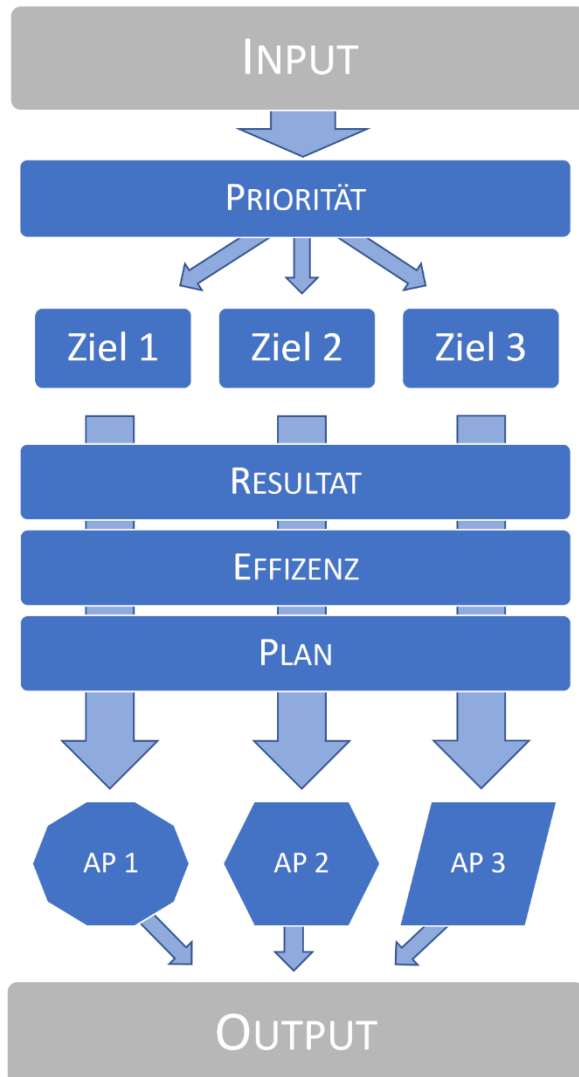 INPUT
PRIORITÄT
Ziel 1 Ziel 2 Ziel 3
RESULTAT
EFFIZENZ
PLAN
AP 1 AP 2 AP 3
OUTPUT